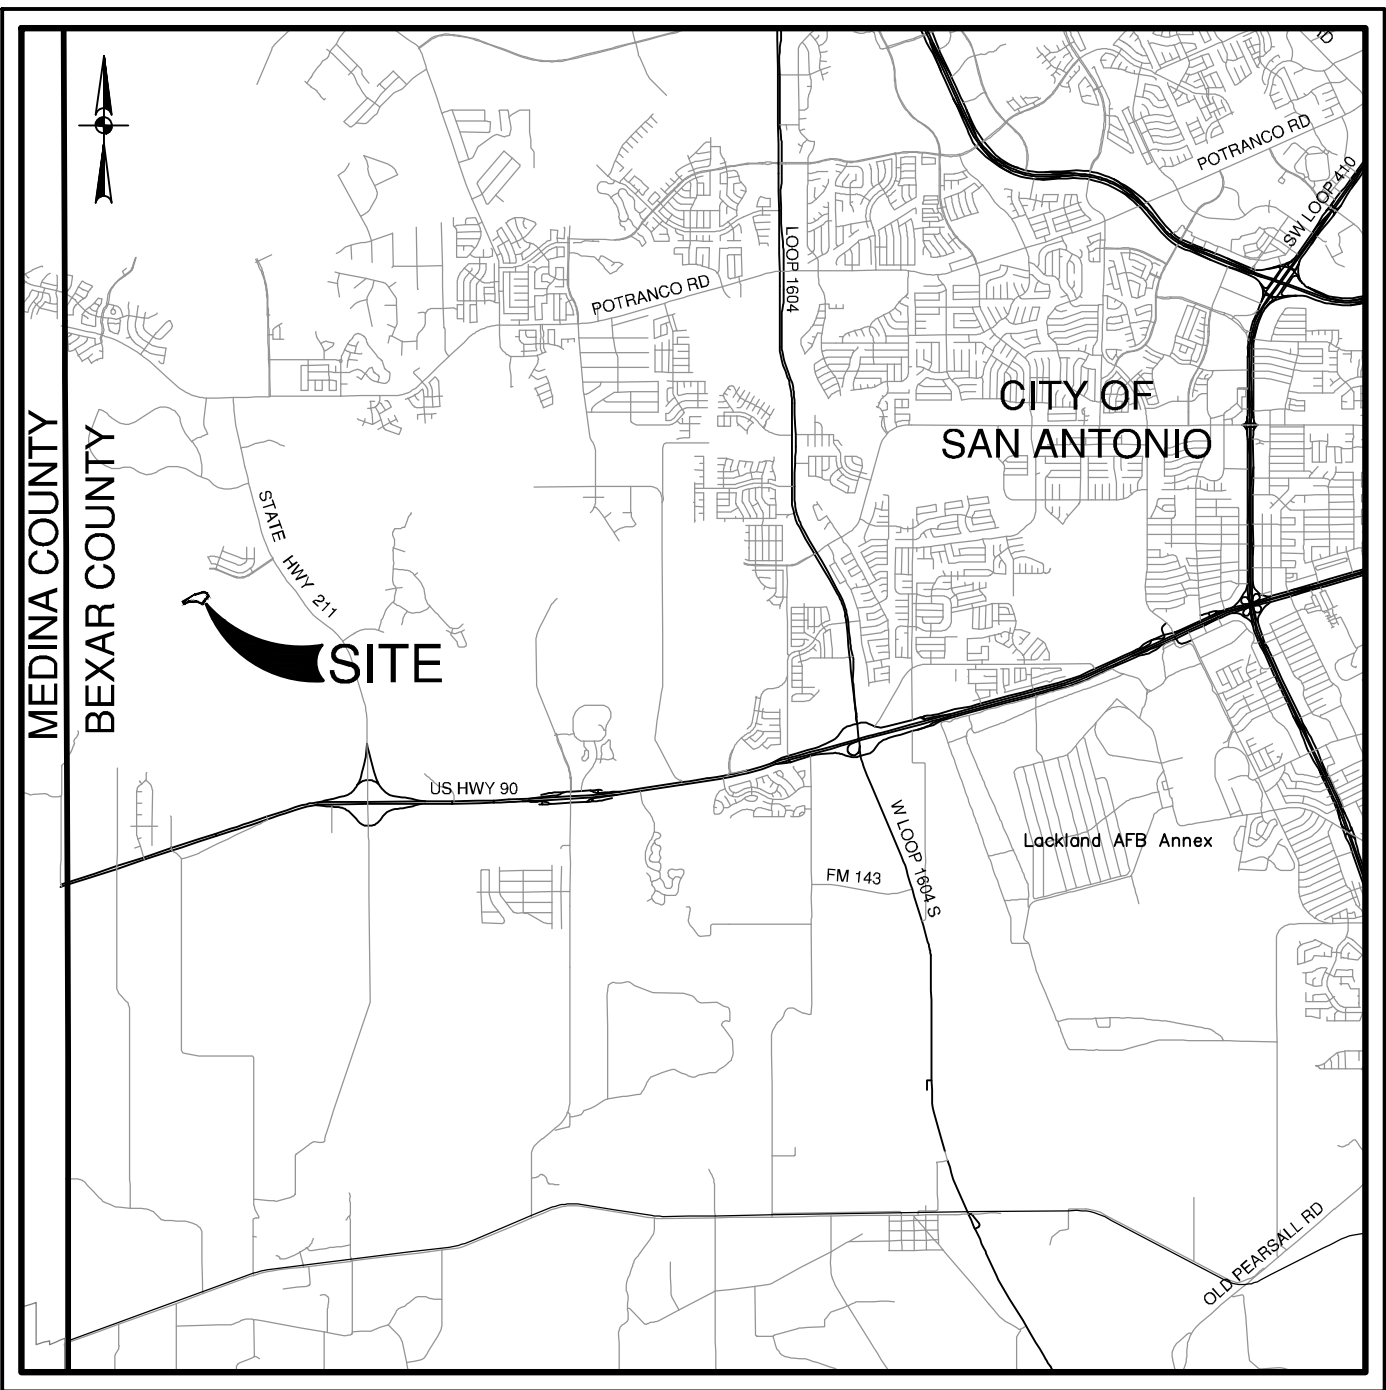 POTRANCO RD
SW LOOP 410
LOOP 1604
POTRANCO RD
CITY OF
SAN ANTONIO
MEDINA COUNTY
BEXAR COUNTY
STATE HWY 211
SITE
US HWY 90
W LOOP 1604 S
Lackland AFB Annex
FM 143
OLD PEARSALL RD